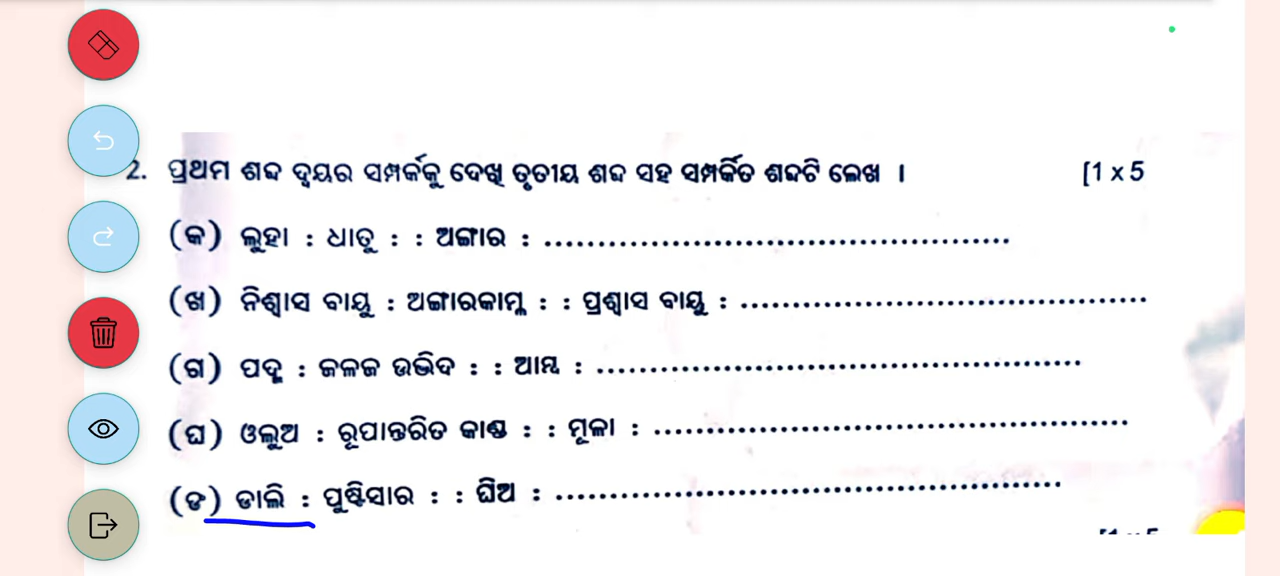 2. ପ୍ରଥମ ଶବ୍ଦ ଦ୍ୱୟର ସମ୍ପର୍କକୁ ଦେଖି ତୃତୀୟ ଶବ୍ଦ ସହ ସମ୍ପର୍କିତ ଶବ୍ଦଟି ଲେଖ । [1 x 5
(କ) ଲୁହା : ଧାତୁ : : ଅଙ୍ଗାର : ............................................
(ଖ) ନିଶ୍ୱାସ ବାୟୁ : ଅଙ୍ଗାରକାମ୍ଳ : : ପ୍ରଶ୍ୱାସ ବାୟୁ : .......................................
(ଗ) ପଦ୍ମ : ଜଳଜ ଉଦ୍ଭିଦ : : ଆମ୍ବ : ..............................................
(ଘ) ଓଲୁଅ : ରୂପାନ୍ତରିତ କାଣ୍ଡ : : ମୂଳା : .............................................
(ଙ) ଡାଲି : ପୁଷ୍ଟିସାର : : ଘିଅ : ................................................